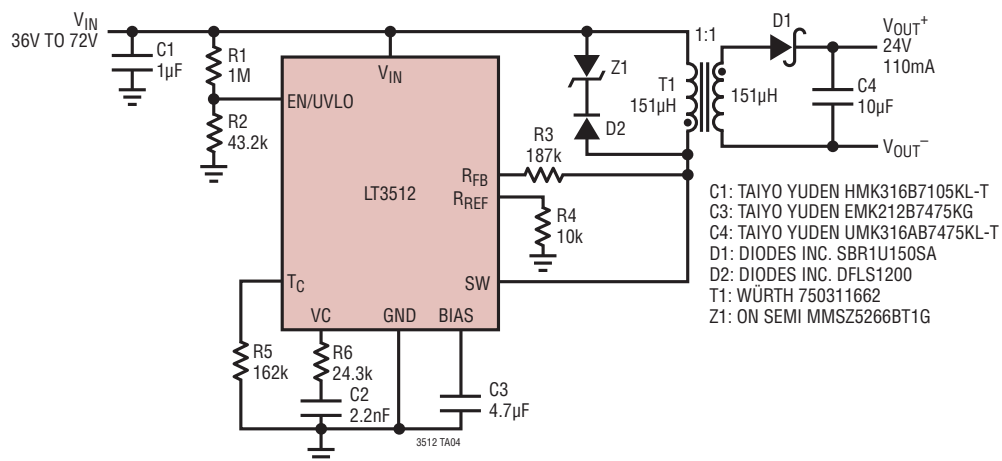 VIN
36V TO 72V
C1
1µF
R1
1M
R2
43.2k
VIN
EN/UVLO
LT3512
RFB
RREF
TC
SW
VC
GND
BIAS
R3
187k
R4
10k
Z1
D2
1:1
T1
151µH
151µH
D1
VOUT+
24V
110mA
C4
10µF
VOUT–
R5
162k
R6
24.3k
C2
2.2nF
C3
4.7µF
3512 TA04
C1: TAIYO YUDEN HMK316B7105KL-T
C3: TAIYO YUDEN EMK212B7475KG
C4: TAIYO YUDEN UMK316AB7475KL-T
D1: DIODES INC. SBR1U150SA
D2: DIODES INC. DFLS1200
T1: WÜRTH 750311662
Z1: ON SEMI MMSZ5266BT1G